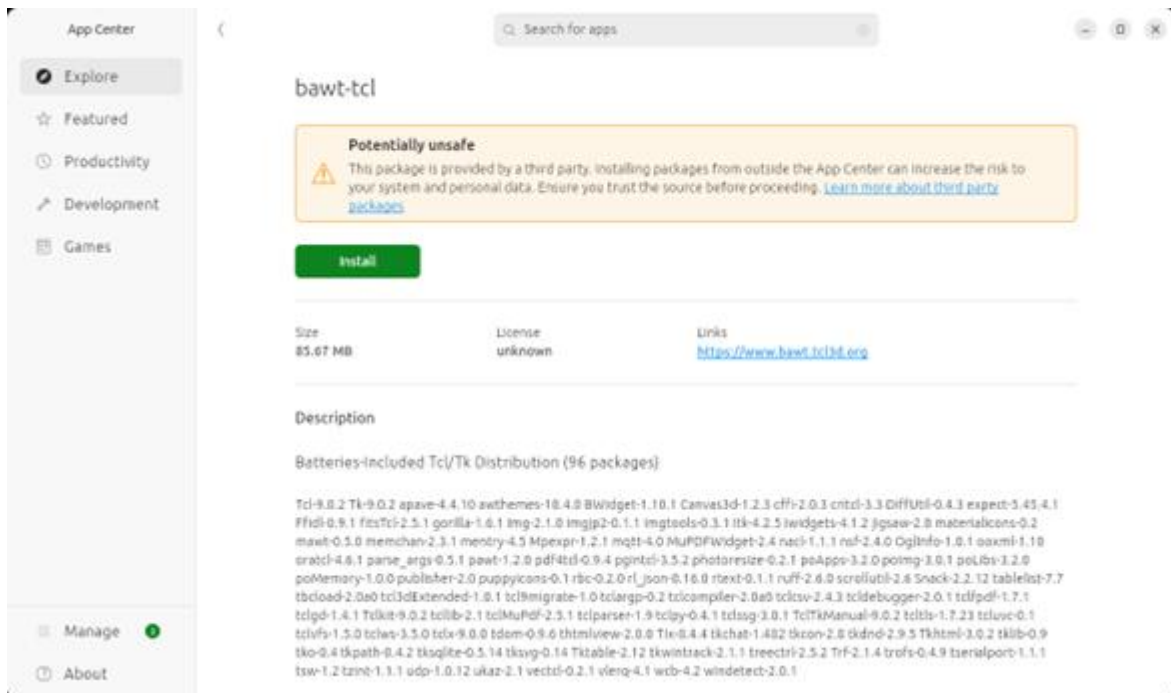 App Center
Search for apps
Explore
Featured
Productivity
Development
Games
Manage
About
bawt-tcl
Potentially unsafe
This package is provided by a third party. Installing packages from outside the App Center can increase the risk to
your system and personal data. Ensure you trust the source before proceeding. Learn more about third party
packages
Install
Size
License
Links
85.67 MB
unknown
https://www.bawt.tcl3d.org
Description
Batteries-Included Tcl/Tk Distribution (96 packages)
Tcl-9.0.2 Tk-9.0.2 apave-4.4.10 awthemes-10.4.0 BWidget-1.10.1 Canvas3d-1.2.3 cffi-2.0.3 critcl-3.3 DiffUtil-0.4.3 expect-5.45.4.1
Ffidl-0.9.1 fitsTcl-2.5.1 gorilla-1.6.1 Img-2.1.0 imgjp2-0.1.1 imgtools-0.3.1 Itk-4.2.5 iwidgets-4.1.2 jigsaw-2.0 materialicons-0.2
mawt-0.5.0 memchan-2.3.1 mentry-4.5 Mpexpr-1.2.1 mqtt-4.0 MuPDFWidget-2.4 nacl-1.1.1 nsf-2.4.0 OglInfo-1.0.1 ooxml-1.10
oratcl-4.6.1 parse_args-0.5.1 pawt-1.2.0 pdf4tcl-0.9.4 pgintcl-3.5.2 photoresize-0.2.1 poApps-3.2.0 poImg-3.0.1 poLibs-3.2.0
poMemory-1.0.0 publisher-2.0 puppyicons-0.1 rbc-0.2.0 rl_json-0.16.0 rtext-0.1.1 ruff-2.6.0 scrollutil-2.6 Snack-2.2.12 tablelist-7.7
tbcload-2.0a0 tcl3dExtended-1.0.1 tcl9migrate-1.0 tclargp-0.2 tclcompiler-2.0a0 tclcsv-2.4.3 tcldebugger-2.0.1 tclfpdf-1.7.1
tclgd-1.4.1 Tclkit-9.0.2 tcllib-2.1 tclMuPdf-2.5.1 tclparser-1.9 tclpy-0.4.1 tclssg-3.0.1 TclTkManual-9.0.2 tcltls-1.7.23 tcluvc-0.1
tclvfs-1.5.0 tclws-3.5.0 tclx-9.0.0 tdom-0.9.6 thtmlview-2.0.0 Tix-8.4.4 tkchat-1.482 tkcon-2.8 tkdnd-2.9.5 Tkhtml-3.0.2 tklib-0.9
tko-0.4 tkpath-0.4.2 tksqlite-0.5.14 tksvg-0.14 Tktable-2.12 tkwintrack-2.1.1 treectrl-2.5.2 Trf-2.1.4 trofs-0.4.9 tserialport-1.1.1
tsw-1.2 tzint-1.1.1 udp-1.0.12 ukaz-2.1 vectcl-0.2.1 vlerq-4.1 wcb-4.2 windetect-2.0.1